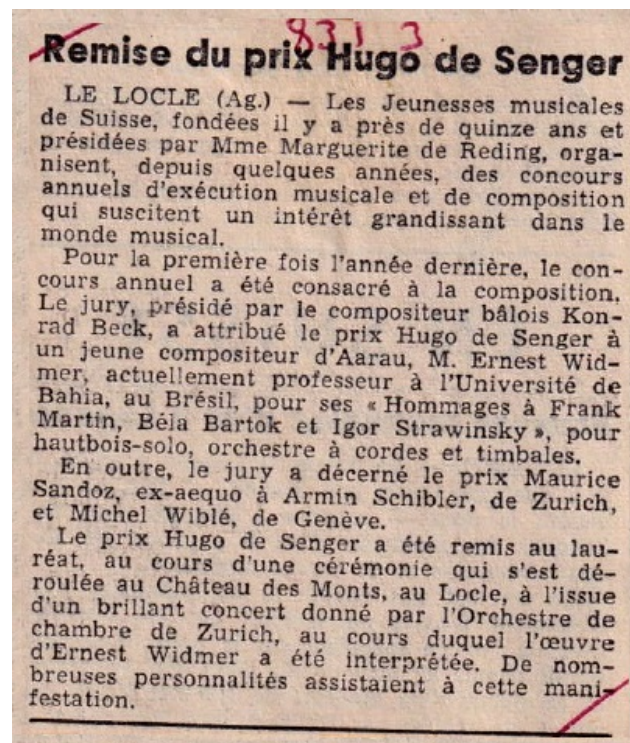 831 3
Remise du prix Hugo de Senger
LE LOCLE (Ag.) — Les Jeunesses musicales
de Suisse, fondées il y a près de quinze ans et
présidées par Mme Marguerite de Reding, orga-
nisent, depuis quelques années, des concours
annuels d'exécution musicale et de composition
qui suscitent un intérêt grandissant dans le
monde musical.
Pour la première fois l'année dernière, le con-
cours annuel a été consacré à la composition.
Le jury, présidé par le compositeur bâlois Kon-
rad Beck, a attribué le prix Hugo de Senger à
un jeune compositeur d'Aarau, M. Ernest Wid-
mer, actuellement professeur à l'Université de
Bahia, au Brésil, pour ses « Hommages à Frank
Martin, Béla Bartok et Igor Strawinsky », pour
hautbois-solo, orchestre à cordes et timbales.
En outre, le jury a décerné le prix Maurice
Sandoz, ex-aequo à Armin Schibler, de Zurich,
et Michel Wiblé, de Genève.
Le prix Hugo de Senger a été remis au lau-
réat, au cours d'une cérémonie qui s'est dé-
roulée au Château des Monts, au Locle, à l'issue
d'un brillant concert donné par l'Orchestre de
chambre de Zurich, au cours duquel l'œuvre
d'Ernest Widmer a été interprétée. De nom-
breuses personnalités assistaient à cette mani-
festation.